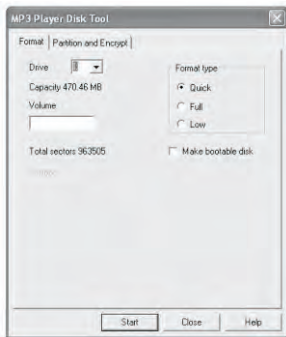 MP3 Player Disk Tool
Format Partition and Encrypt
Drive
Capacity 470.46 MB
Volume
Total sectors 963505
Format type
Quick
Full
Low
Make bootable disk
Start Close Help